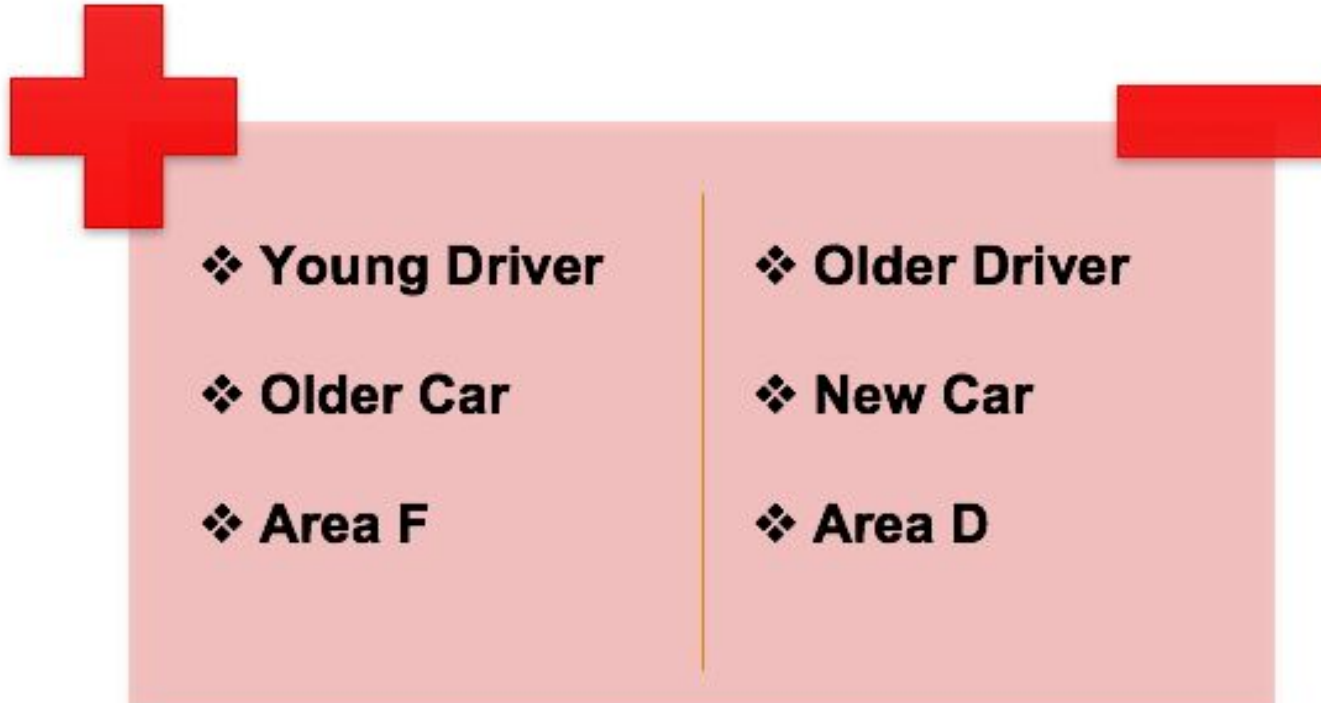 ❖ Young Driver
❖ Older Car
❖ Area F
❖ Older Driver
❖ New Car
❖ Area D